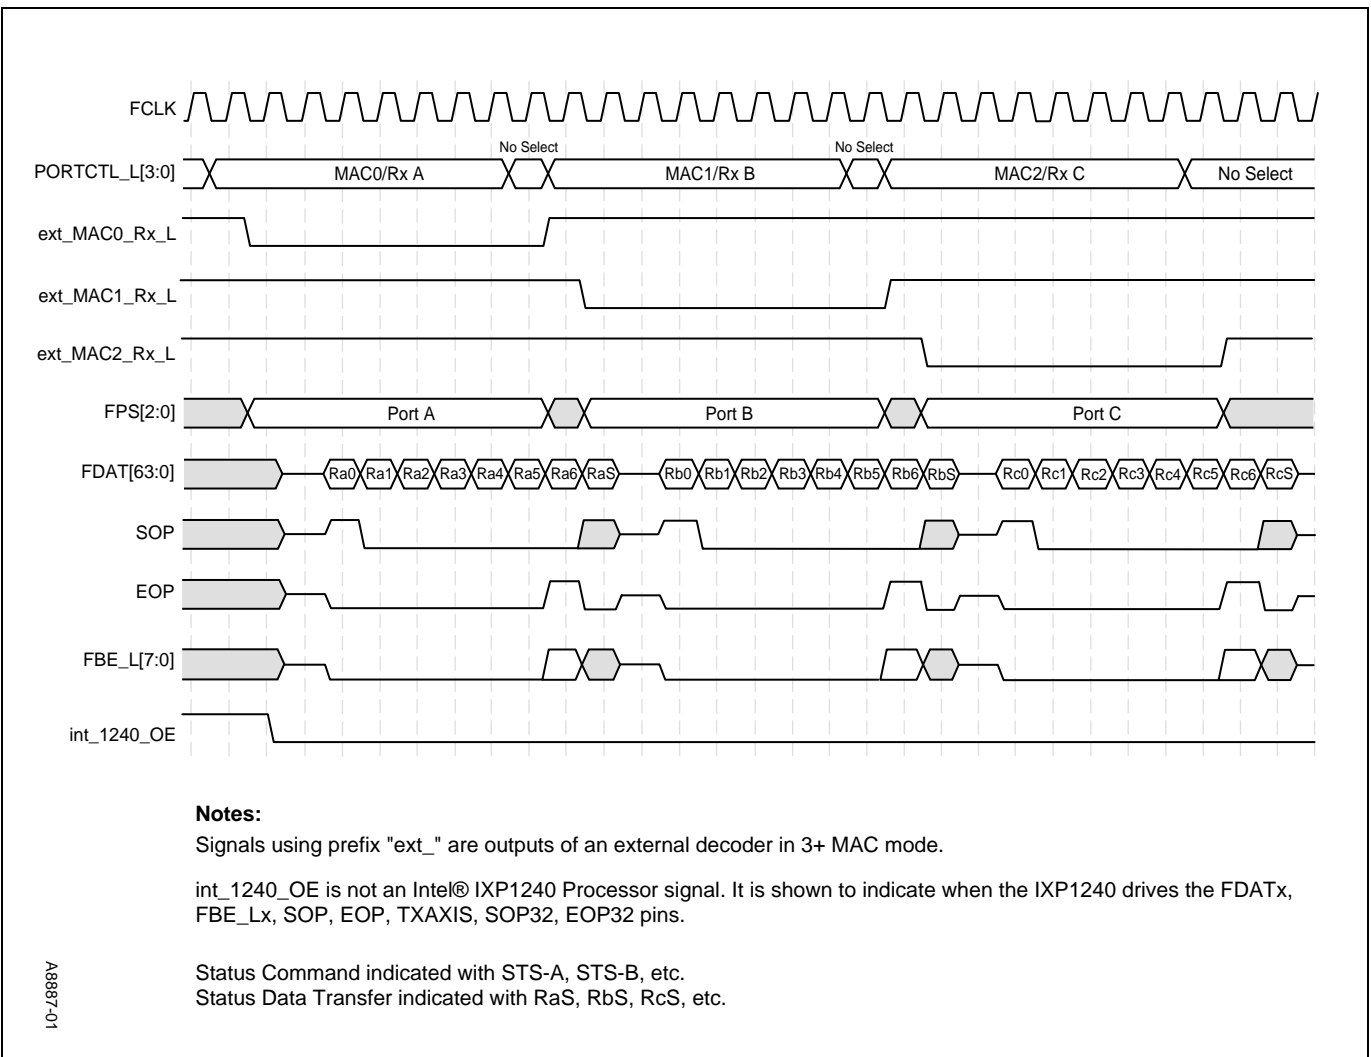 FCLK
No Select
No Select
PORTCTL_L[3:0]
MAC0/Rx A
MAC1/Rx B
MAC2/Rx C
No Select
ext_MAC0_Rx_L
ext_MAC1_Rx_L
ext_MAC2_Rx_L
FPS[2:0]
Port A
Port B
Port C
FDAT[63:0]
Ra0 Ra1 Ra2 Ra3 Ra4 Ra5 Ra6 RaS
Rb0 Rb1 Rb2 Rb3 Rb4 Rb5 Rb6 RbS
Rc0 Rc1 Rc2 Rc3 Rc4 Rc5 Rc6 RcS
SOP
EOP
FBE_L[7:0]
int_1240_OE
Notes:
Signals using prefix "ext_" are outputs of an external decoder in 3+ MAC mode.
int_1240_OE is not an Intel® IXP1240 Processor signal. It is shown to indicate when the IXP1240 drives the FDATx,
FBE_Lx, SOP, EOP, TXAXIS, SOP32, EOP32 pins.
Status Command indicated with STS-A, STS-B, etc.
Status Data Transfer indicated with RaS, RbS, RcS, etc.
A8887-01